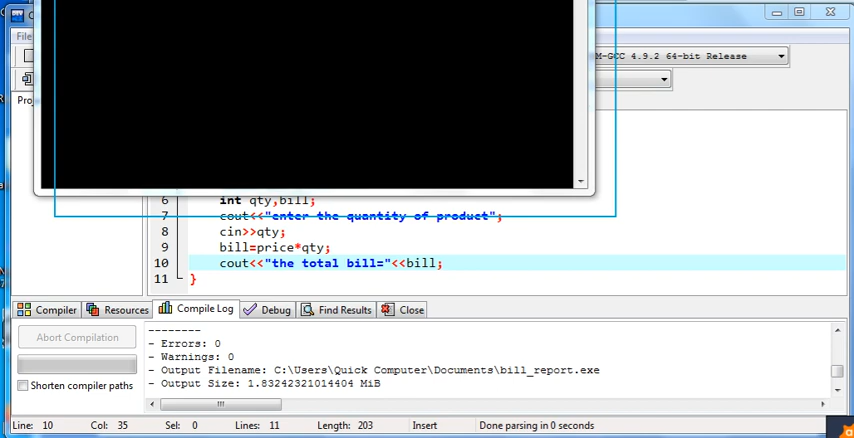 File
M-GCC 4.9.2 64-bit Release
6 int qty,bill;
7 cout<<"enter the quantity of product";
8 cin>>qty;
9 bill=price*qty;
10 cout<<"the total bill="<<bill;
11 }
Compiler Resources Compile Log Debug Find Results Close
Abort Compilation
Shorten compiler paths
--------
- Errors: 0
- Warnings: 0
- Output Filename: C:\Users\Quick Computer\Documents\bill_report.exe
- Output Size: 1.83242321014404 MiB
Line: 10 Col: 35 Sel: 0 Lines: 11 Length: 203 Insert Done parsing in 0 seconds